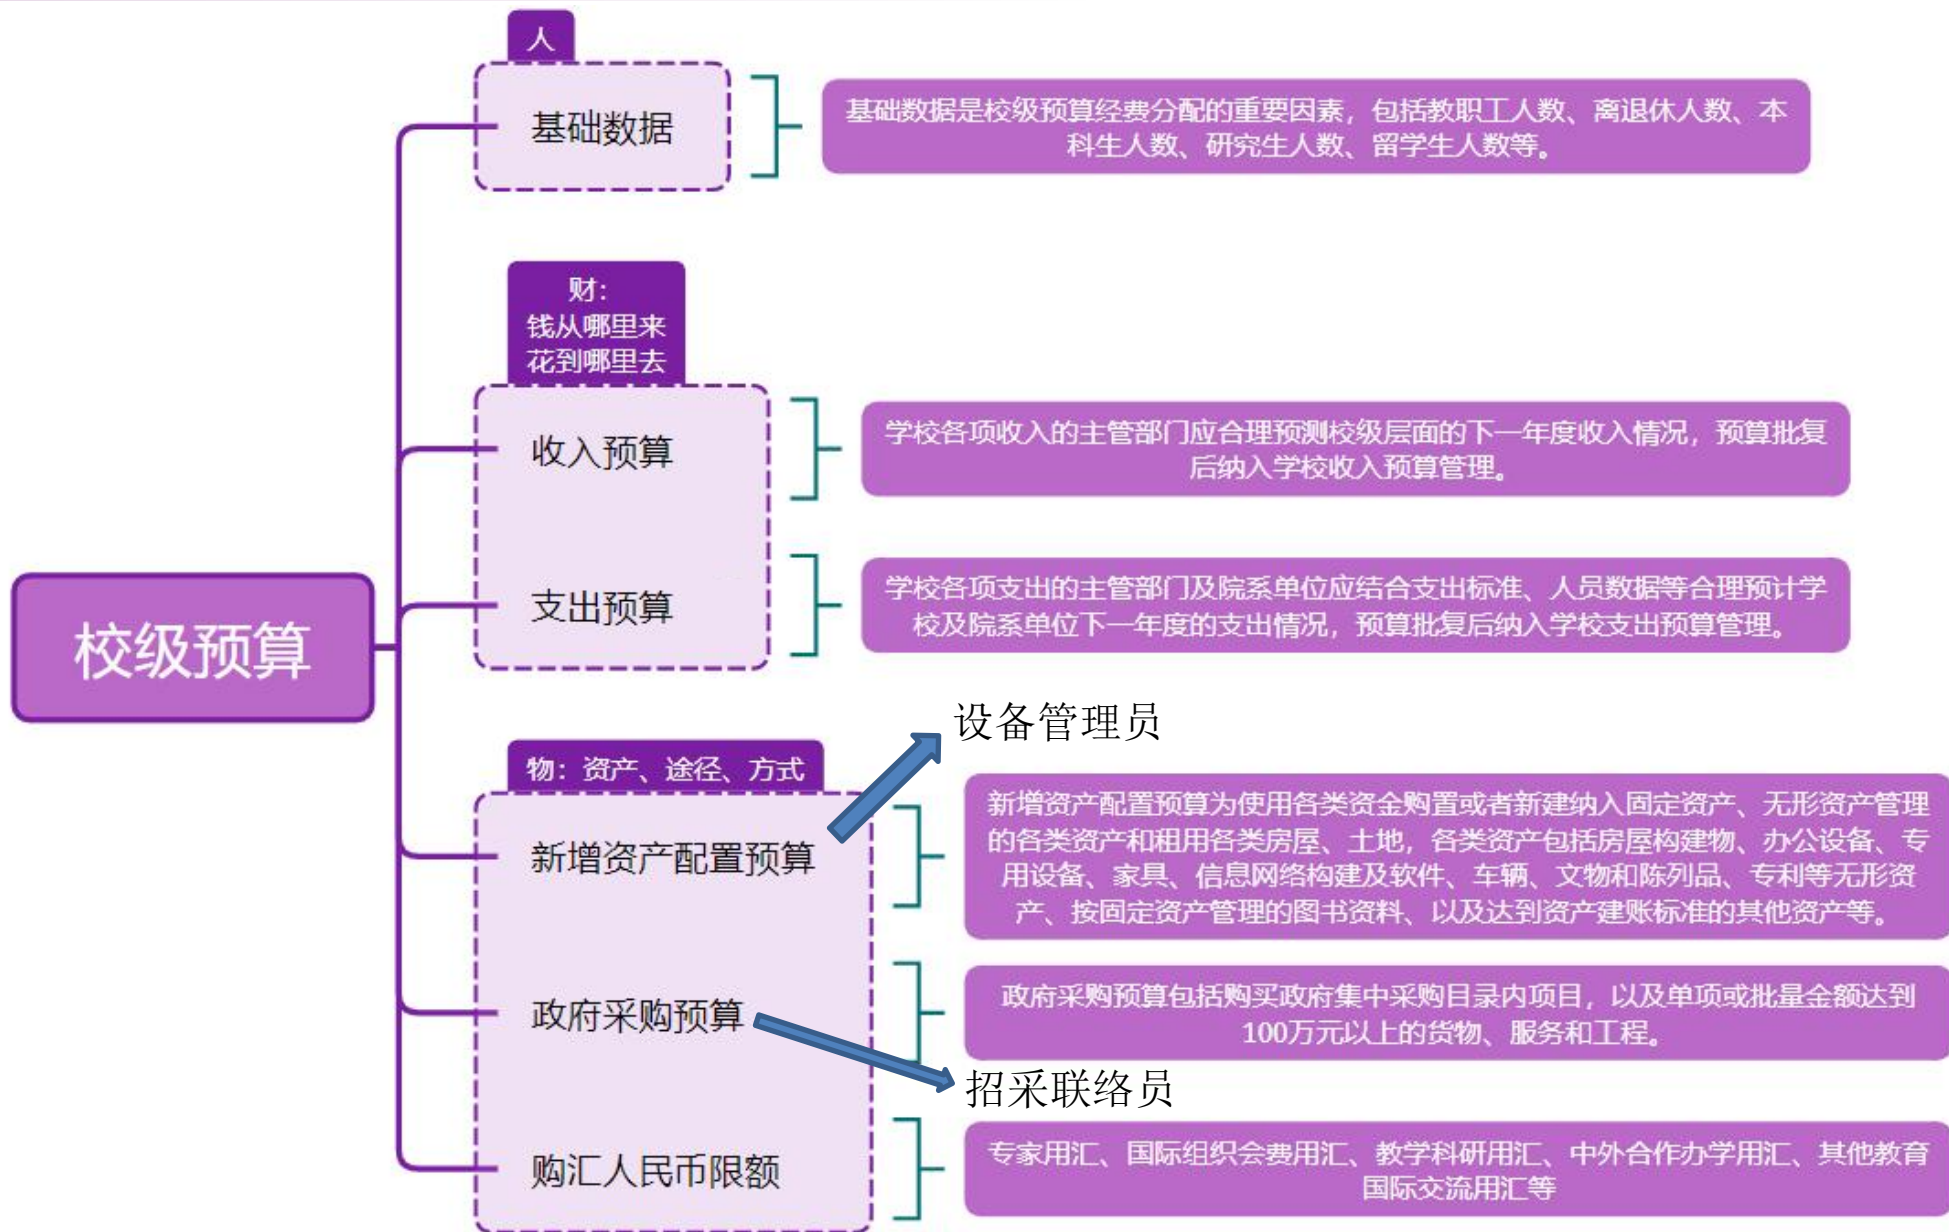 人
基础数据
基础数据是校级预算经费分配的重要因素，包括教职工人数、离退休人数、本
科生人数、研究生人数、留学生人数等。
财：
钱从哪里来
花到哪里去
收入预算
学校各项收入的主管部门应合理预测校级层面的下一年度收入情况，预算批复
后纳入学校收入预算管理。
支出预算
学校各项支出的主管部门及院系单位应结合支出标准、人员数据等合理预计学
校及院系单位下一年度的支出情况，预算批复后纳入学校支出预算管理。
校级预算
设备管理员
物：资产、途径、方式
新增资产配置预算
新增资产配置预算为使用各类资金购置或者新建纳入固定资产、无形资产管理
的各类资产和租用各类房屋、土地，各类资产包括房屋构建物、办公设备、专
用设备、家具、信息网络构建及软件、车辆、文物和陈列品、专利等无形资
产、按固定资产管理的图书资料、以及达到资产建账标准的其他资产等。
政府采购预算
政府采购预算包括购买政府集中采购目录内项目，以及单项或批量金额达到
100万元以上的货物、服务和工程。
招采联络员
购汇人民币限额
专家用汇、国际组织会费用汇、教学科研用汇、中外合作办学用汇、其他教育
国际交流用汇等